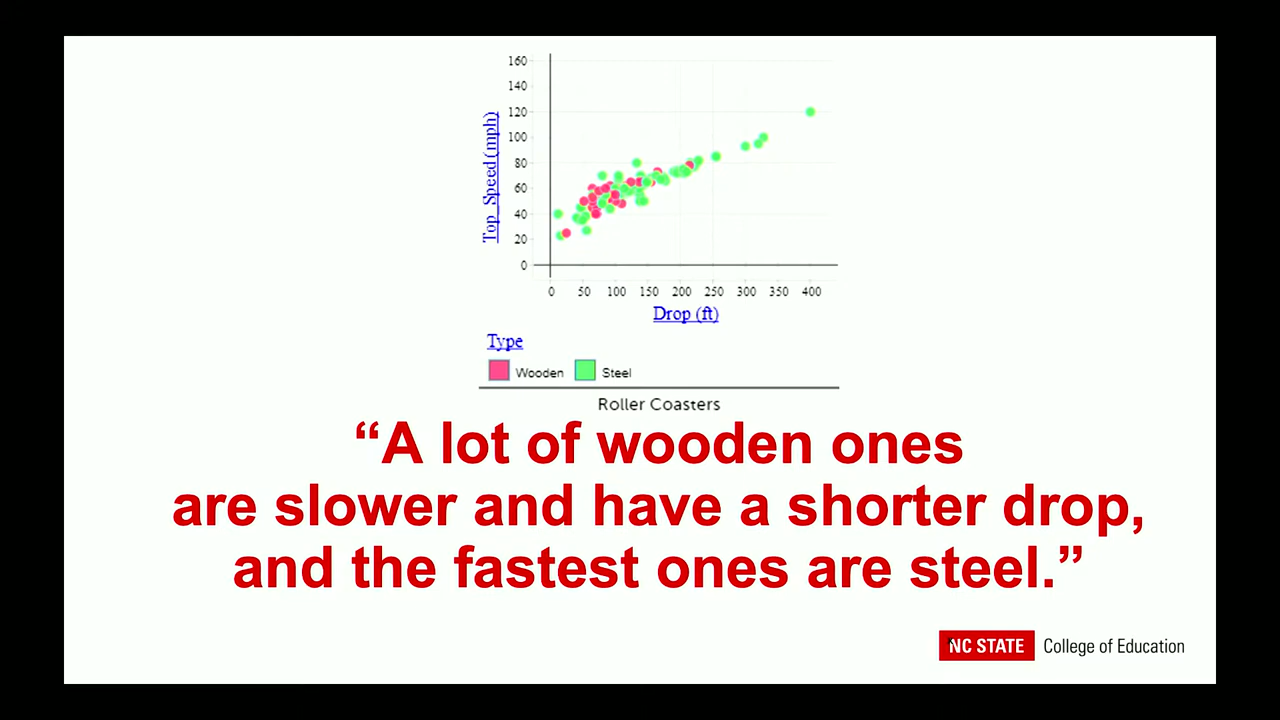 160
140
120
100
80
60
40
20
0
Top_Speed (mph)
0 50 100 150 200 250 300 350 400
Drop (ft)
Type
Wooden Steel
Roller Coasters
“A lot of wooden ones
are slower and have a shorter drop,
and the fastest ones are steel.”
NC STATE College of Education